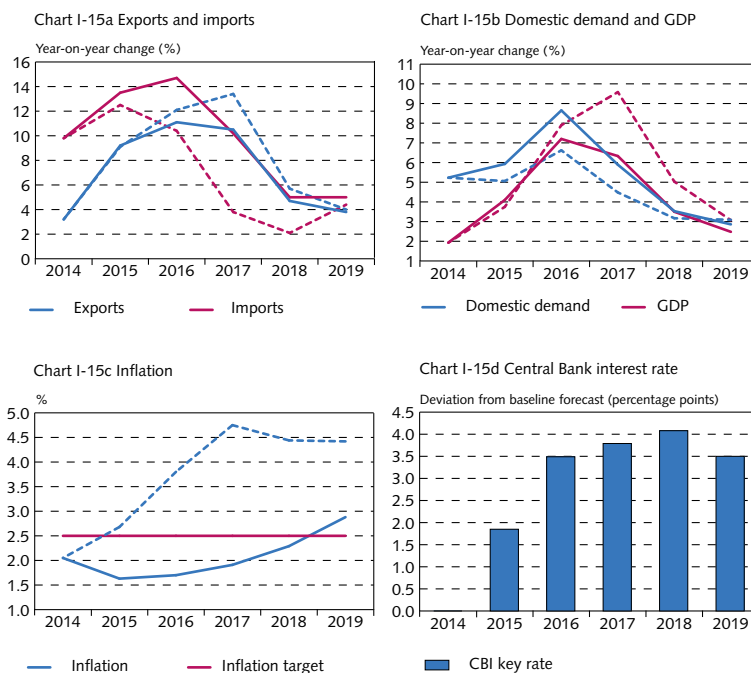 Chart I-15a Exports and imports
Year-on-year change (%)
16
14
12
10
8
6
4
2
0
2014 2015 2016 2017 2018 2019
Exports Imports
Chart I-15b Domestic demand and GDP
Year-on-year change (%)
11
10
9
8
7
6
5
4
3
2
1
2014 2015 2016 2017 2018 2019
Domestic demand GDP
Chart I-15c Inflation
%
5.0
4.5
4.0
3.5
3.0
2.5
2.0
1.5
1.0
2014 2015 2016 2017 2018 2019
Inflation Inflation target
Chart I-15d Central Bank interest rate
Deviation from baseline forecast (percentage points)
4.5
4.0
3.5
3.0
2.5
2.0
1.5
1.0
0.5
0.0
2014 2015 2016 2017 2018 2019
CBI key rate